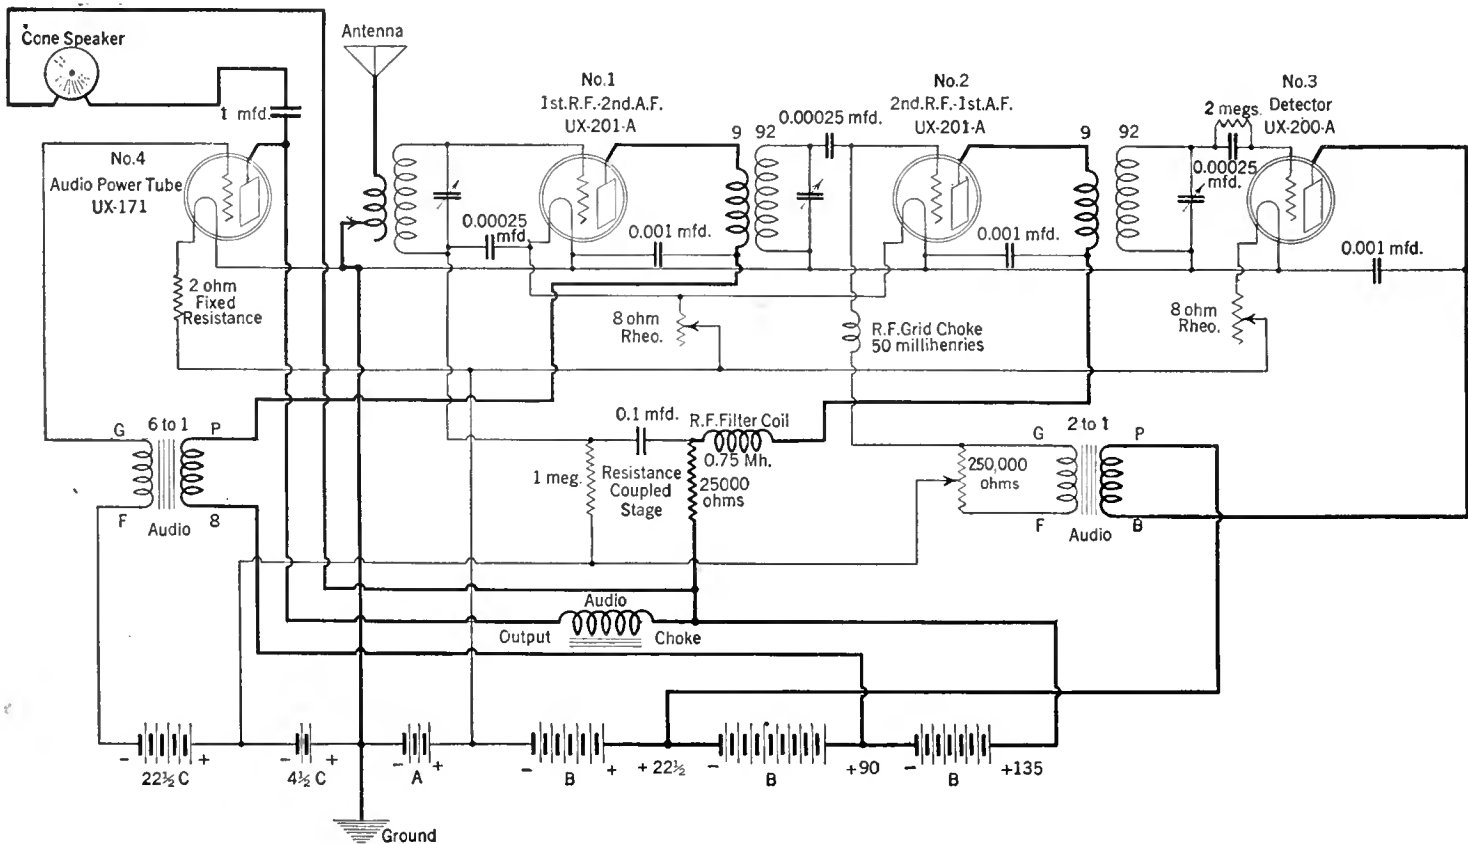 Cone Speaker
Antenna
1 mfd.
No.4
Audio Power Tube
UX-171
No.1
1st.R.F.-2nd.A.F.
UX-201-A
0.00025 mfd.
No.2
2nd.R.F.-1st.A.F.
UX-201-A
No.3
Detector
UX-200-A
2 megs.
0.00025
mfd.
9
92
9
92
0.00025
mfd.
0.001 mfd.
0.001 mfd.
0.001 mfd.
2 ohm
Fixed
Resistance
8 ohm
Rheo.
R.F.Grid Choke
50 millihenries
8 ohm
Rheo.
G
6 to 1
P
F
Audio
8
0.1 mfd.
R.F.Filter Coil
0.75 Mh.
1 meg.
Resistance
Coupled
Stage
25000
ohms
G
2 to 1
P
250,000
ohms
F
Audio
B
Audio
Output
Choke
- +
22½ C
- +
4½ C
- +
A
- +
B
+ 22½
-
B
+90
-
B
+135
Ground